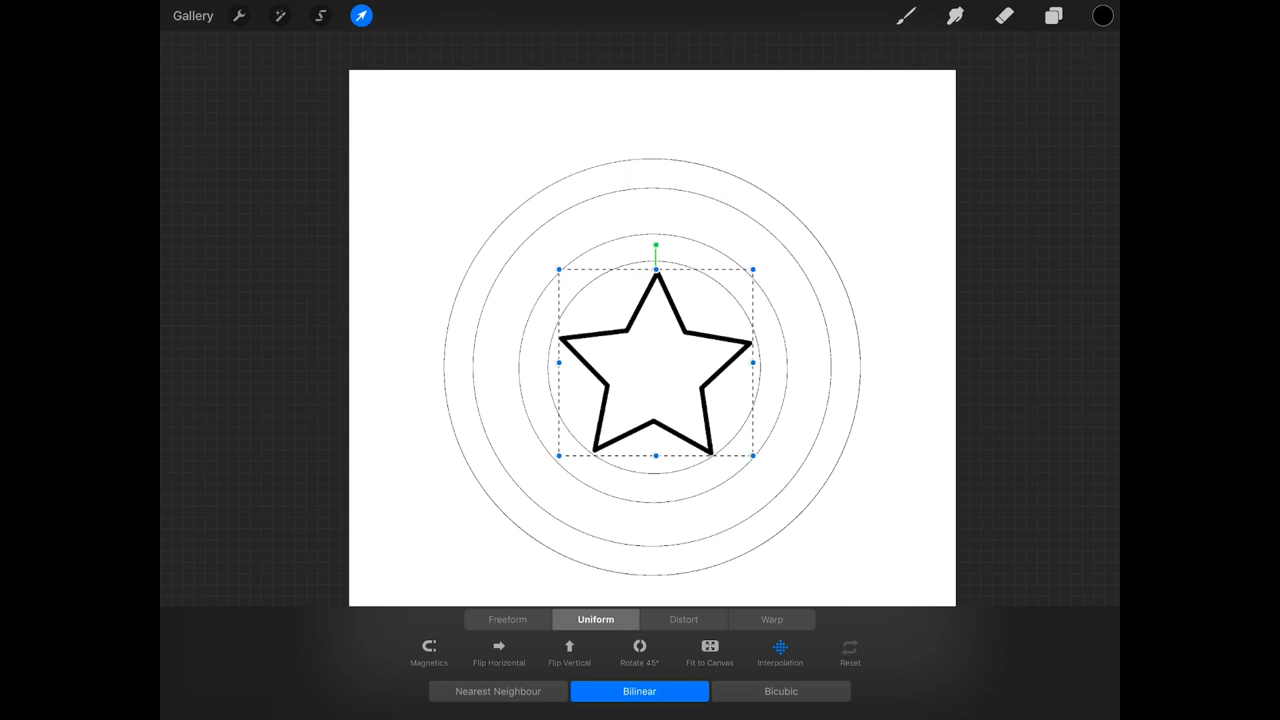 Gallery
Freeform Uniform Distort Warp
Magnetics Flip Horizontal Flip Vertical Rotate 45° Fit to Canvas Interpolation Reset
Nearest Neighbour Bilinear Bicubic